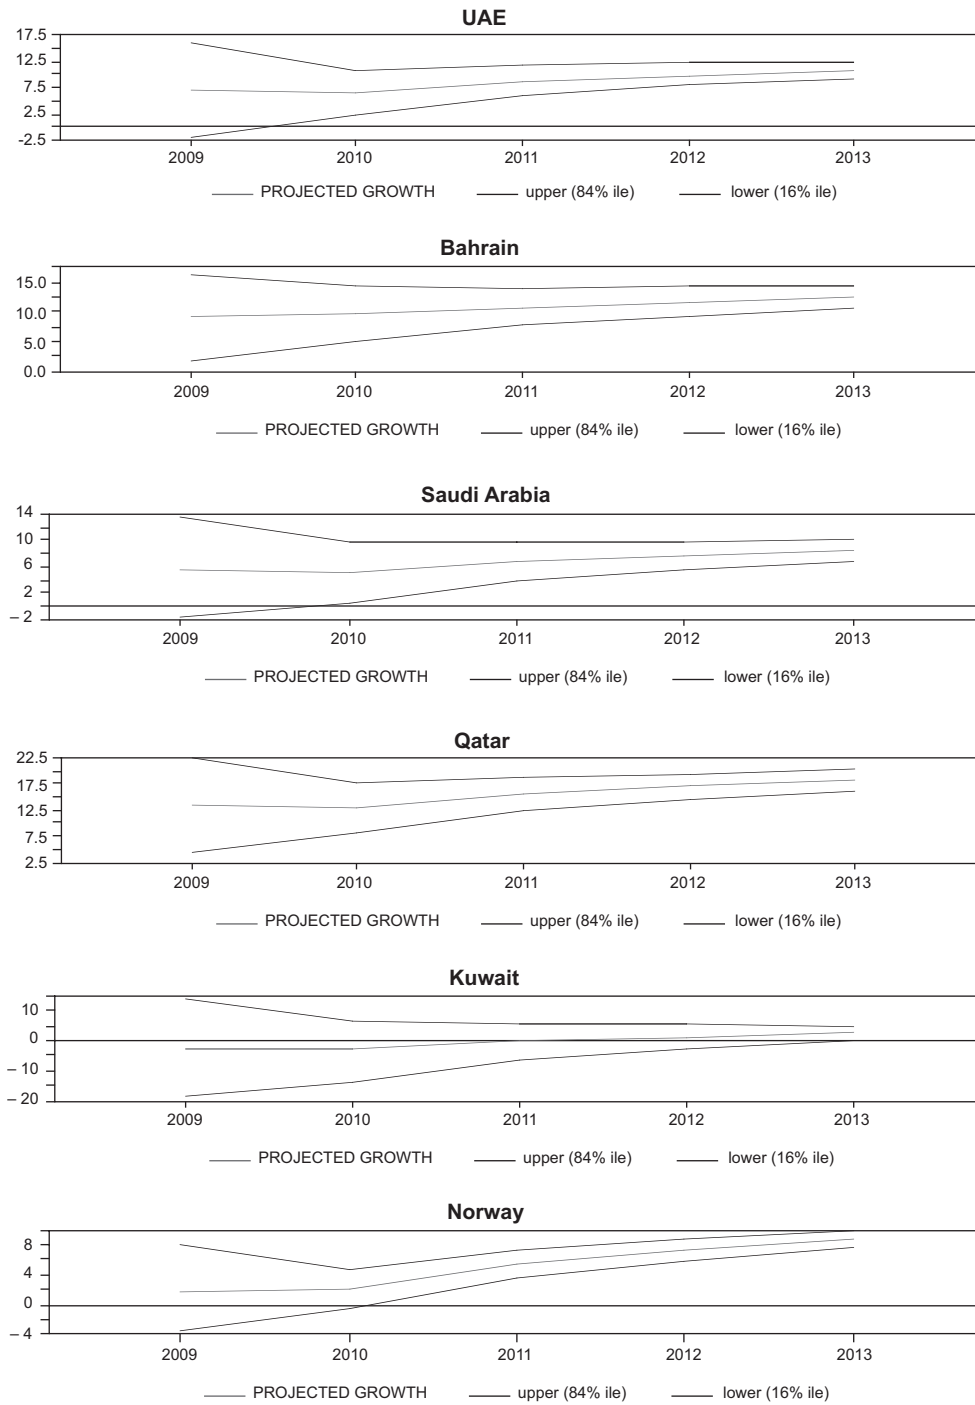 UAE
17.5
12.5
7.5
2.5
-2.5
2009 2010 2011 2012 2013
PROJECTED GROWTH upper (84% ile) lower (16% ile)
Bahrain
15.0
10.0
5.0
0.0
2009 2010 2011 2012 2013
PROJECTED GROWTH upper (84% ile) lower (16% ile)
Saudi Arabia
14
10
6
2
– 2
2009 2010 2011 2012 2013
PROJECTED GROWTH upper (84% ile) lower (16% ile)
Qatar
22.5
17.5
12.5
7.5
2.5
2009 2010 2011 2012 2013
PROJECTED GROWTH upper (84% ile) lower (16% ile)
Kuwait
10
0
– 10
– 20
2009 2010 2011 2012 2013
PROJECTED GROWTH upper (84% ile) lower (16% ile)
Norway
8
4
0
– 4
2009 2010 2011 2012 2013
PROJECTED GROWTH upper (84% ile) lower (16% ile)